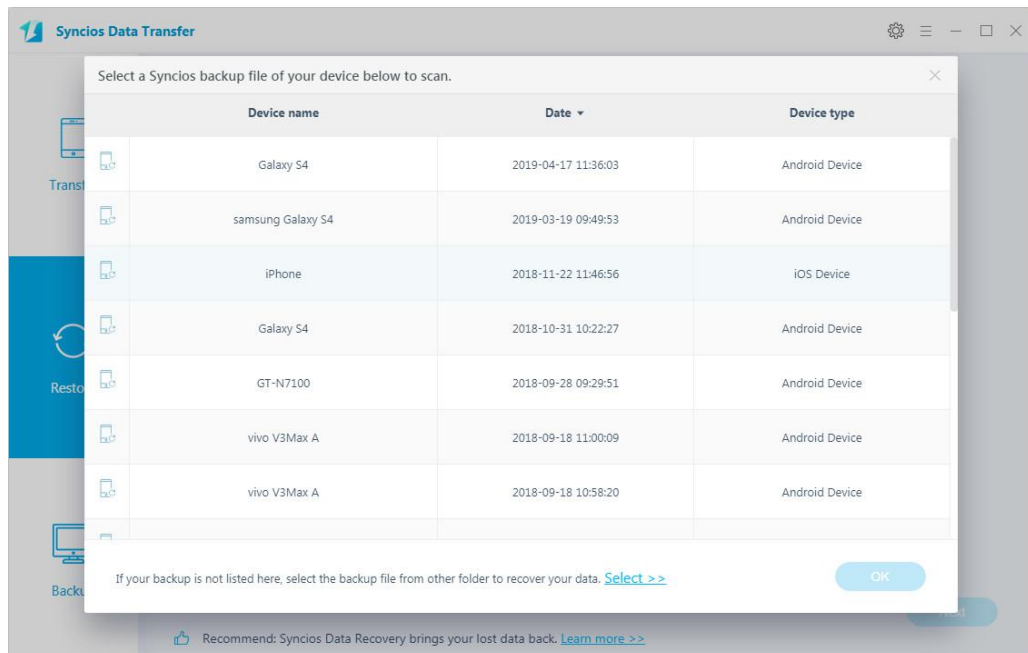 Syncios Data Transfer
Select a Syncios backup file of your device below to scan.
Device name Date Device type
Galaxy S4 2019-04-17 11:36:03 Android Device
samsung Galaxy S4 2019-03-19 09:49:53 Android Device
iPhone 2018-11-22 11:46:56 iOS Device
Galaxy S4 2018-10-31 10:22:27 Android Device
GT-N7100 2018-09-28 09:29:51 Android Device
vivo V3Max A 2018-09-18 11:00:09 Android Device
vivo V3Max A 2018-09-18 10:58:20 Android Device
Transf
Resto
Backu
If your backup is not listed here, select the backup file from other folder to recover your data. Select >>
OK
Recommend: Syncios Data Recovery brings your lost data back. Learn more >>